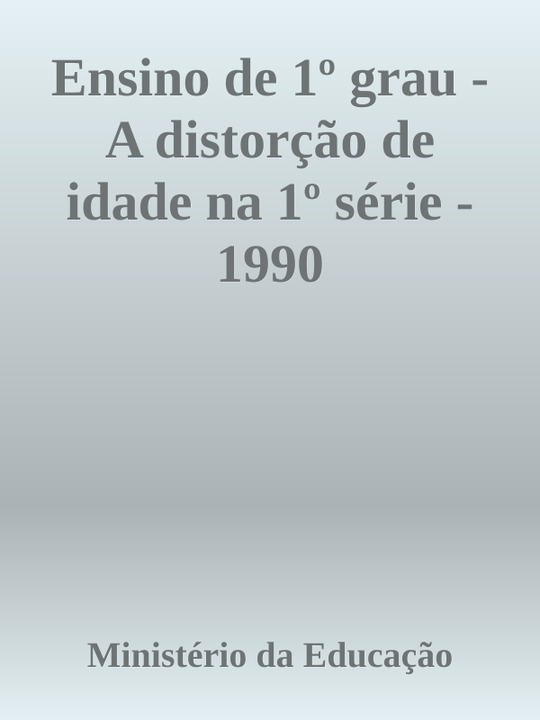 Ensino de 1º grau -
A distorção de
idade na 1º série -
1990
Ministério da Educação